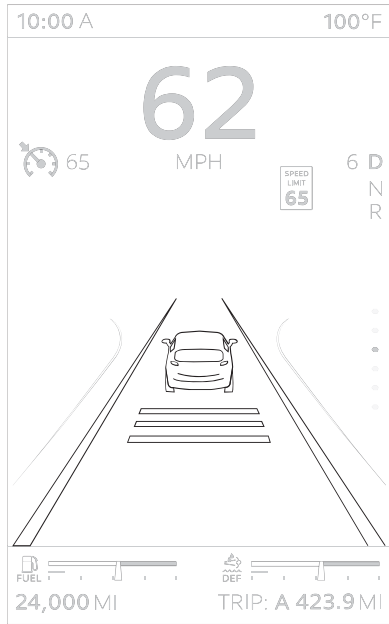 10:00 A 100°F
62
65 MPH 6 D
SPEED
LIMIT
65
N
R
FUEL DEF
24,000 MI TRIP: A 423.9 MI